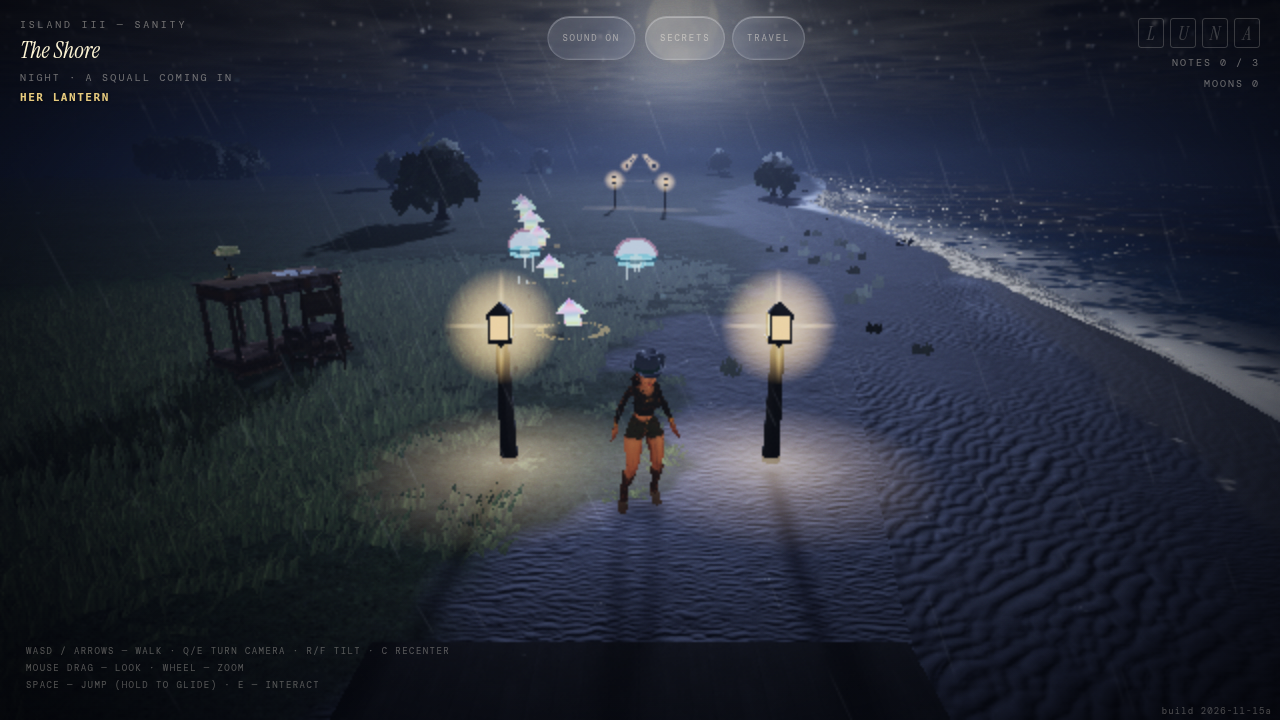 ISLAND III — SANITY
The Shore
NIGHT · A SQUALL COMING IN
HER LANTERN
SOUND ON
SECRETS
TRAVEL
L U N A
NOTES 0 / 3
MOONS 0
WASD / ARROWS — WALK · Q/E TURN CAMERA · R/F TILT · C RECENTER
MOUSE DRAG — LOOK · WHEEL — ZOOM
SPACE — JUMP (HOLD TO GLIDE) · E — INTERACT
build 2026-11-15a